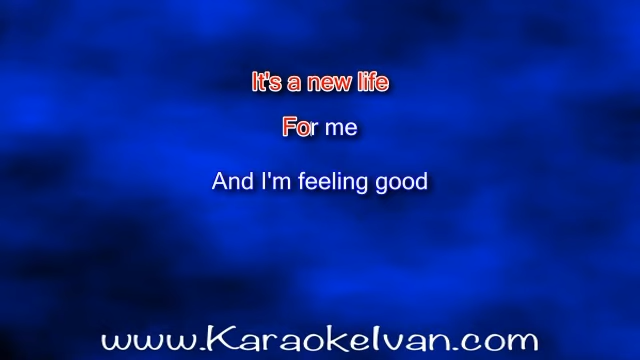 It's a new life
For me
And I'm feeling good
www.KaraokeIvan.com